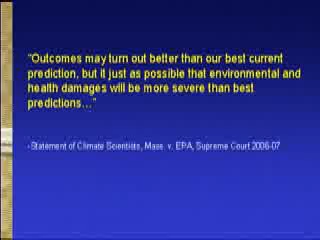 "Outcomes may turn out better than our best current
prediction, but it just as possible that environmental and
health damages will be more severe than best
predictions…"
-Statement of Climate Scientists, Mass. v. EPA, Supreme Court 2006-07